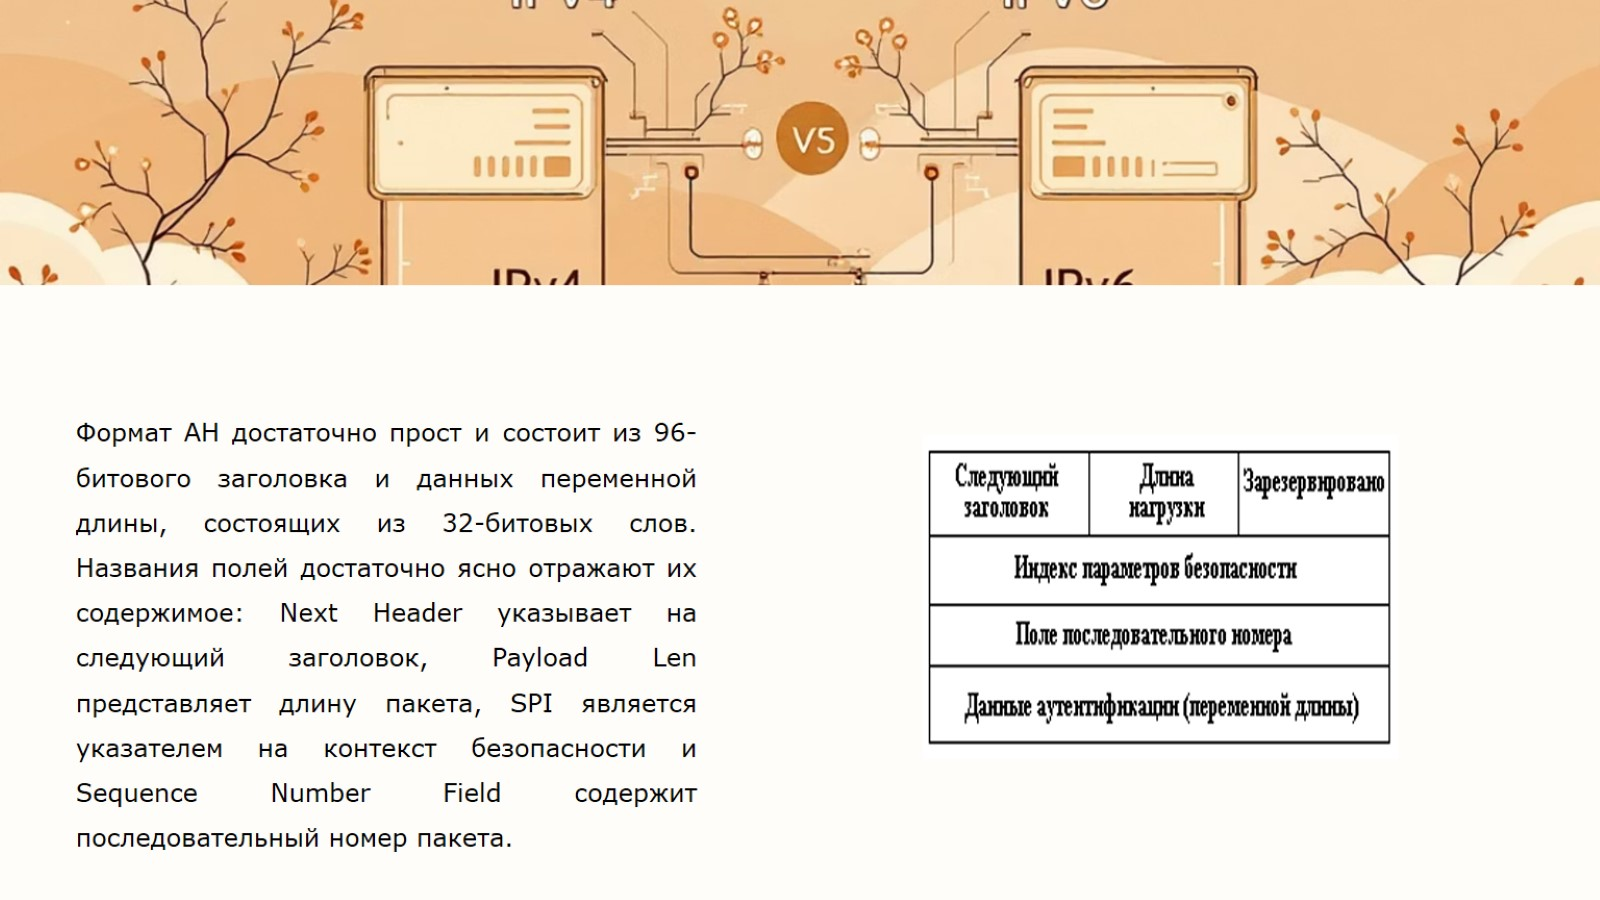 V5
IPv4
IPv6
Формат AH достаточно прост и состоит из 96-
битового заголовка и данных переменной
длины, состоящих из 32-битовых слов.
Названия полей достаточно ясно отражают их
содержимое: Next Header указывает на
следующий заголовок, Payload Len
представляет длину пакета, SPI является
указателем на контекст безопасности и
Sequence Number Field содержит
последовательный номер пакета.
Следующий
заголовок
Длина
нагрузки
Зарезервировано
Индекс параметров безопасности
Поле последовательного номера
Данные аутентификации (переменной длины)